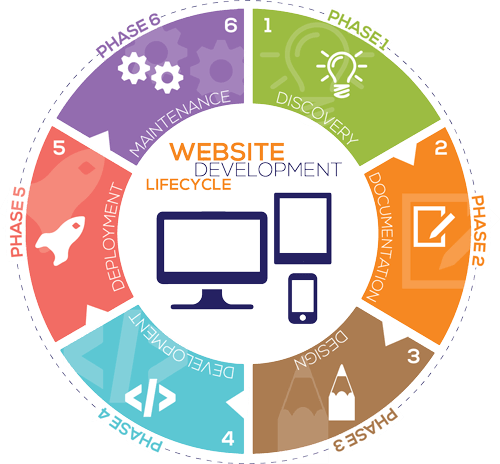 WEBSITE
DEVELOPMENT
LIFECYCLE
PHASE 1
1
DISCOVERY
PHASE 2
2
DOCUMENTATION
PHASE 3
3
DESIGN
PHASE 4
4
DEVELOPMENT
PHASE 5
5
DEPLOYMENT
PHASE 6
6
MAINTENANCE